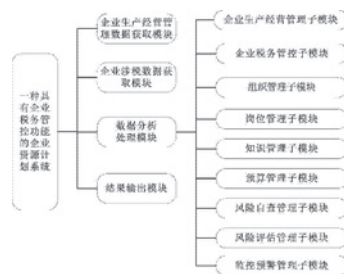 一种具
有企业
税务管
控功能
的企业
资源计
划系统
企业生产经营管
理数据获取模块
企业涉税数据获
取模块
数据分析
处理模块
结果输出模块
企业生产经营管理子模块
企业税务管控子模块
组织管理子模块
岗位管理子模块
知识管理子模块
预算管理子模块
风险自查管理子模块
风险评估管理子模块
监控预警管理子模块